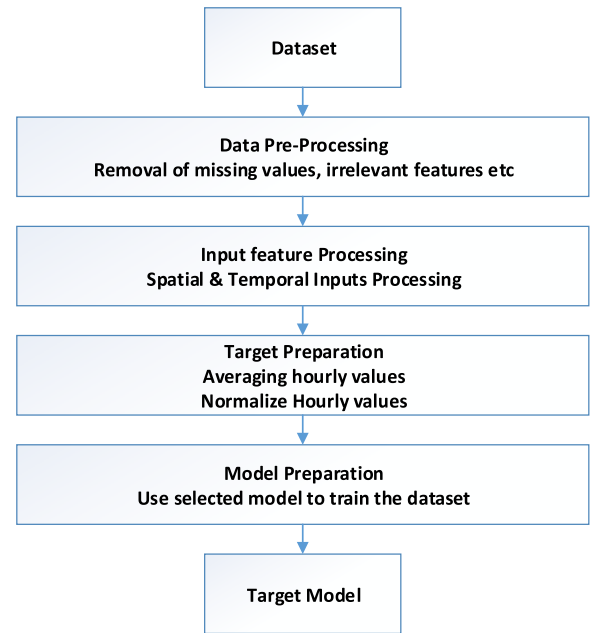 Dataset
Data Pre-Processing
Removal of missing values, irrelevant features etc
Input feature Processing
Spatial & Temporal Inputs Processing
Target Preparation
Averaging hourly values
Normalize Hourly values
Model Preparation
Use selected model to train the dataset
Target Model